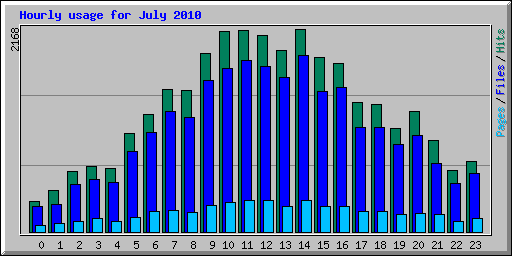 Hourly usage for July 2010
2168
Pages / Files / Hits
0 1 2 3 4 5 6 7 8 9 10 11 12 13 14 15 16 17 18 19 20 21 22 23